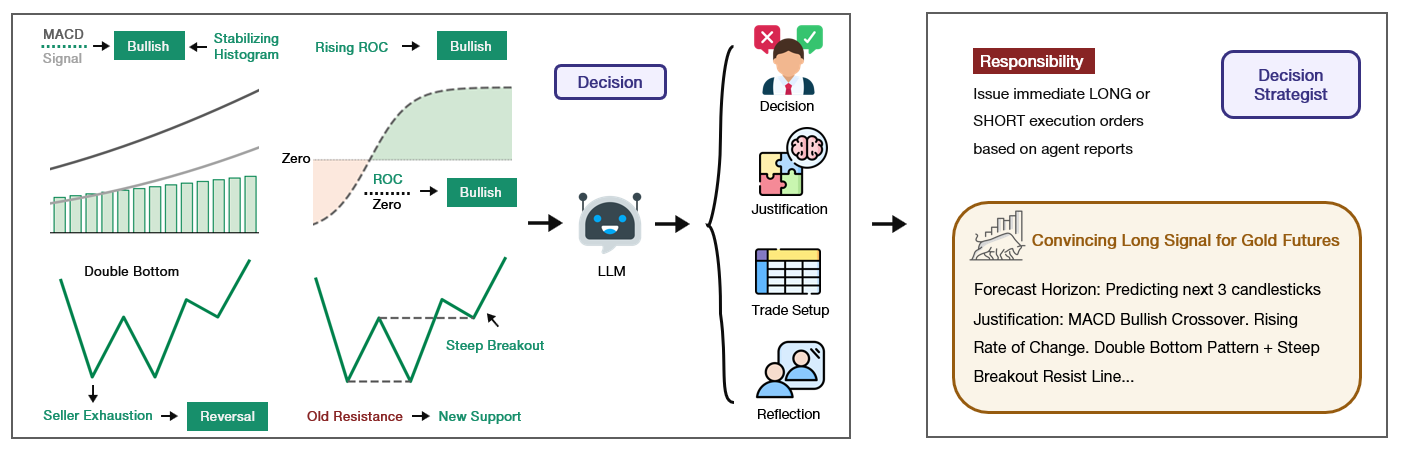 MACD
Signal
Bullish
Stabilizing
Histogram
Rising ROC
Bullish
Zero
ROC
Zero
Bullish
Double Bottom
Seller Exhaustion
Reversal
Steep Breakout
Old Resistance
New Support
Decision
LLM
Decision
Justification
Trade Setup
Reflection
Responsibility
Issue immediate LONG or
SHORT execution orders
based on agent reports
Decision
Strategist
Convincing Long Signal for Gold Futures
Forecast Horizon: Predicting next 3 candlesticks
Justification: MACD Bullish Crossover. Rising
Rate of Change. Double Bottom Pattern + Steep
Breakout Resist Line...